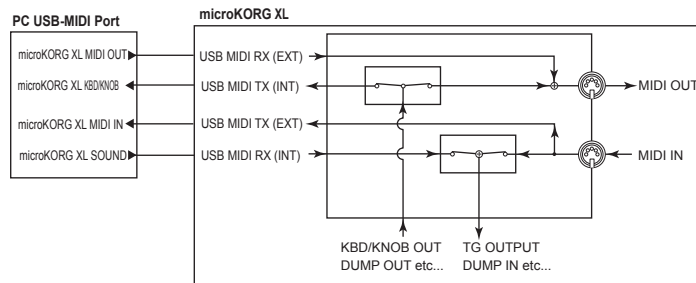 PC USB-MIDI Port
microKORG XL MIDI OUT
microKORG XL KBD/KNOB
microKORG XL MIDI IN
microKORG XL SOUND
microKORG XL
USB MIDI RX (EXT)
USB MIDI TX (INT)
USB MIDI TX (EXT)
USB MIDI RX (INT)
MIDI OUT
MIDI IN
KBD/KNOB OUT
DUMP OUT etc...
TG OUTPUT
DUMP IN etc...